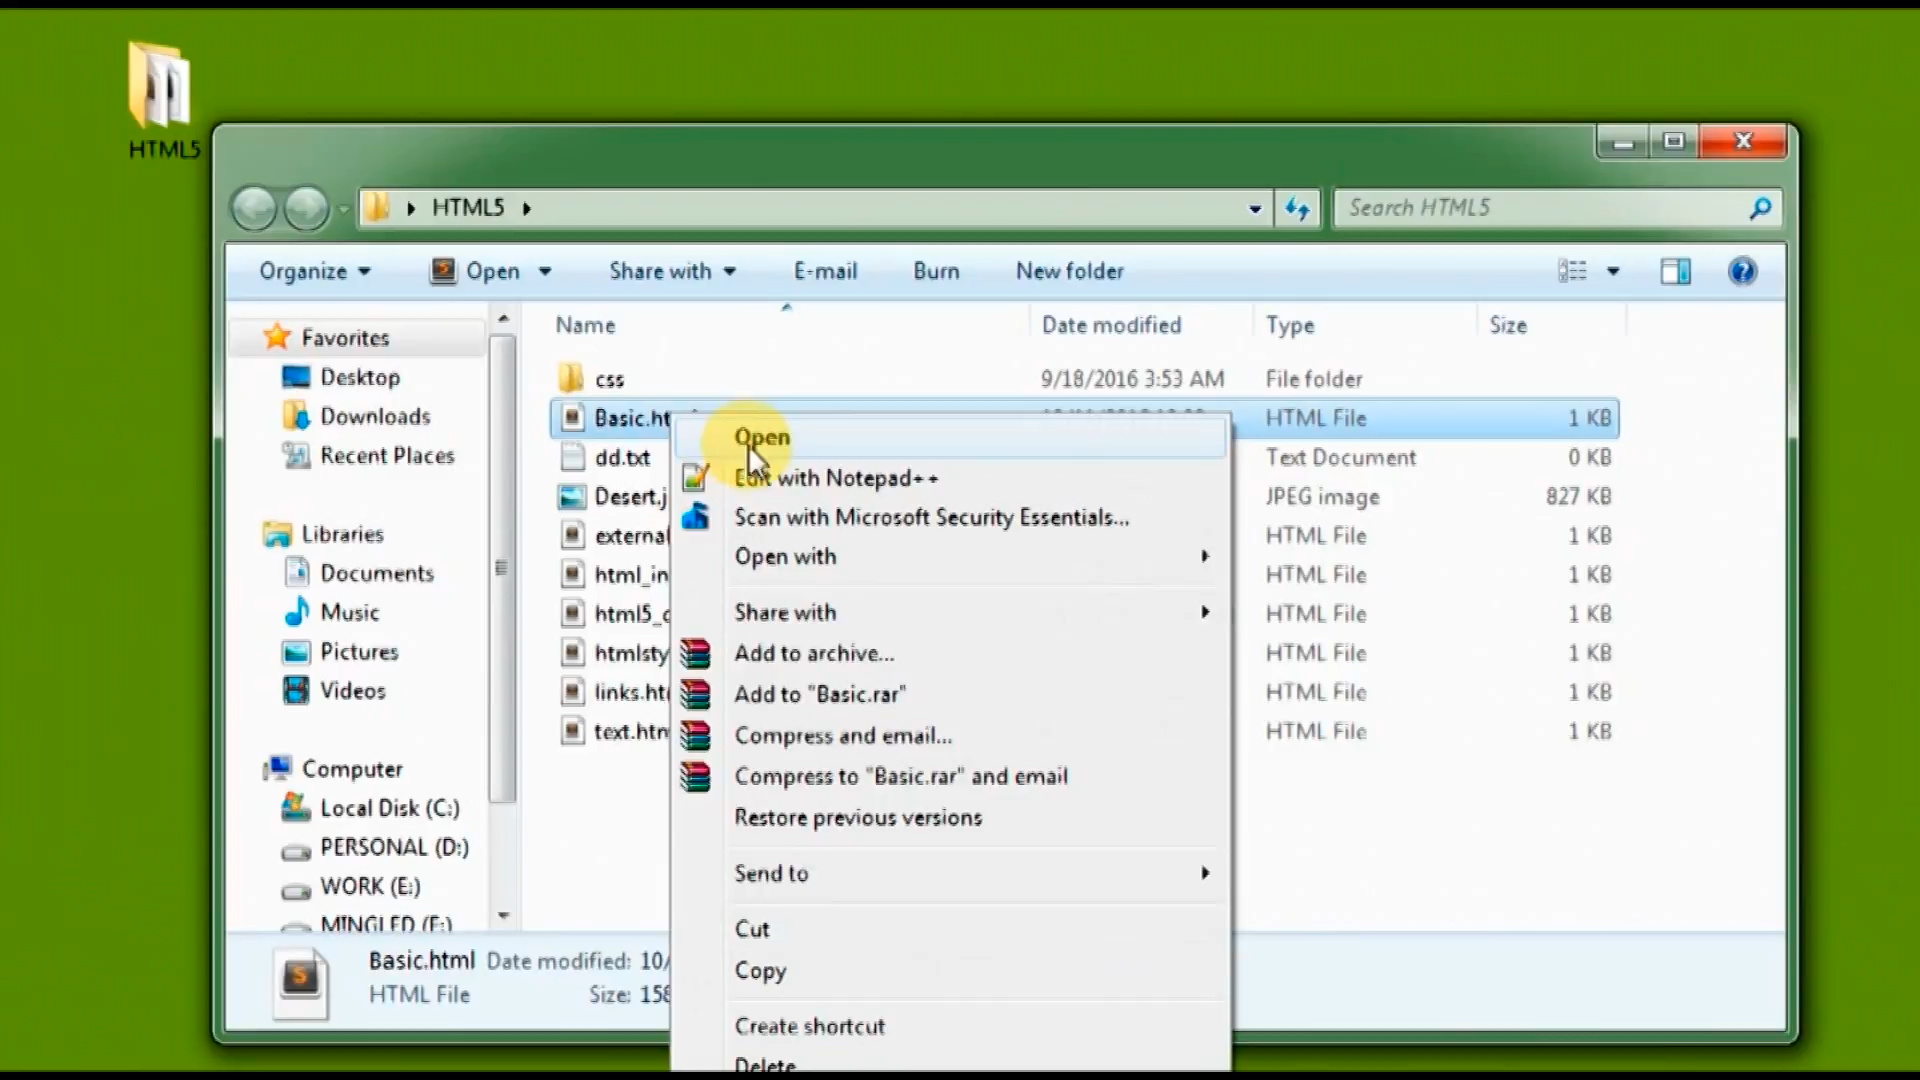 HTML5
HTML5
Search HTML5
Organize
Open
Share with
E-mail
Burn
New folder
Name
Date modified
Type
Size
Favorites
Desktop
Downloads
Recent Places
Libraries
Documents
Music
Pictures
Videos
Computer
Local Disk (C:)
PERSONAL (D:)
WORK (E:)
MINGLED (F:)
css 9/18/2016 3:53 AM File folder
Basic.ht HTML File 1 KB
dd.txt Text Document 0 KB
Desert.j JPEG image 827 KB
external HTML File 1 KB
html_in HTML File 1 KB
html5_ HTML File 1 KB
htmlsty HTML File 1 KB
links.ht HTML File 1 KB
text.htm HTML File 1 KB
Open
Edit with Notepad++
Scan with Microsoft Security Essentials...
Open with
Share with
Add to archive...
Add to "Basic.rar"
Compress and email...
Compress to "Basic.rar" and email
Restore previous versions
Send to
Cut
Copy
Create shortcut
Delete
Basic.html Date modified: 10/
HTML File Size: 158